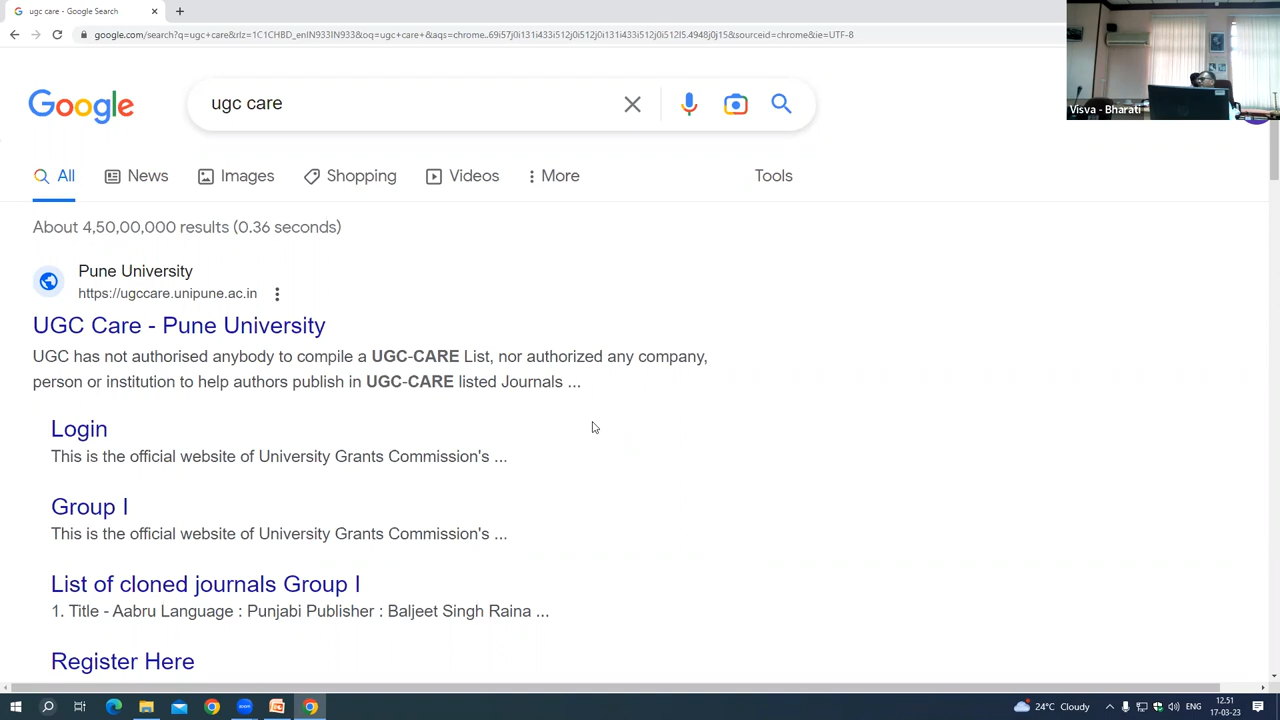 ugc care - Google Search
google.com/search?q=ugc+care&rlz=1C1CHBD_enIN933IN933&oq=ugc+care+&aqs=chrome..69i57j0i131i433i512j0i512j0i131i433i512j0i512l5.4948j0j15&sourceid=chrome&ie=UTF-8
Visva - Bharati
Google
ugc care
All
News
Images
Shopping
Videos
More
Tools
About 4,50,00,000 results (0.36 seconds)
Pune University
https://ugccare.unipune.ac.in
UGC Care - Pune University
UGC has not authorised anybody to compile a UGC-CARE List, nor authorized any company,
person or institution to help authors publish in UGC-CARE listed Journals ...
Login
This is the official website of University Grants Commission's ...
Group I
This is the official website of University Grants Commission's ...
List of cloned journals Group I
1. Title - Aabru Language : Punjabi Publisher : Baljeet Singh Raina ...
Register Here
24°C Cloudy
ENG
12.51
17-03-23